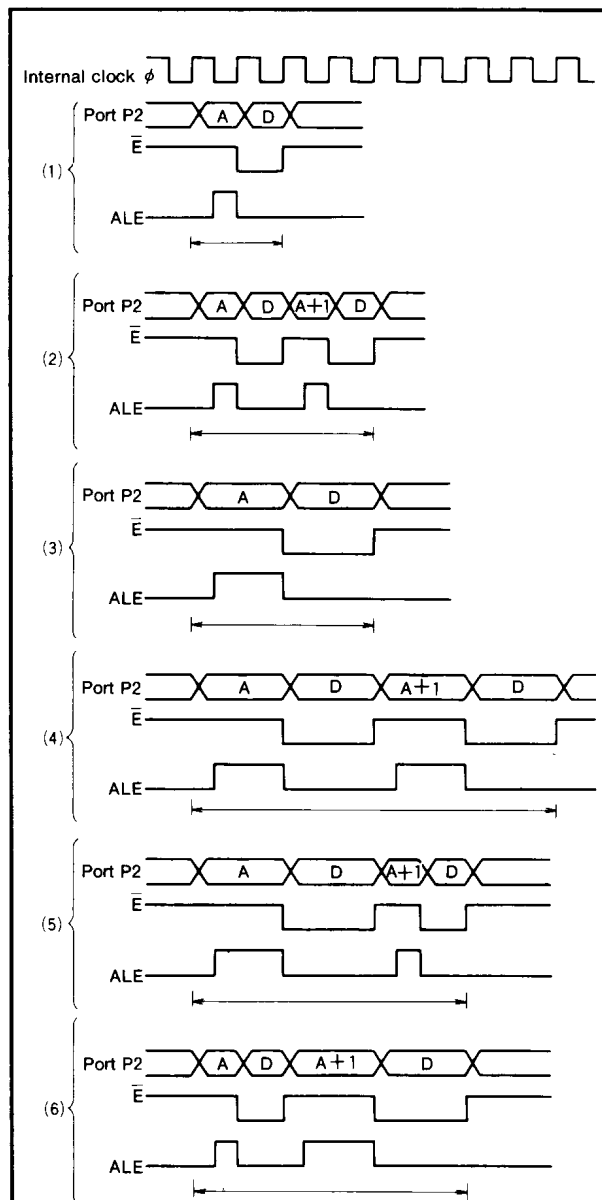 Internal clock ϕ
Port P2 A D
E̅
(1)
ALE
Port P2 A D A+1 D
E̅
(2)
ALE
Port P2 A D
E̅
(3)
ALE
Port P2 A D A+1 D
E̅
(4)
ALE
Port P2 A D A+1 D
E̅
(5)
ALE
Port P2 A D A+1 D
E̅
(6)
ALE